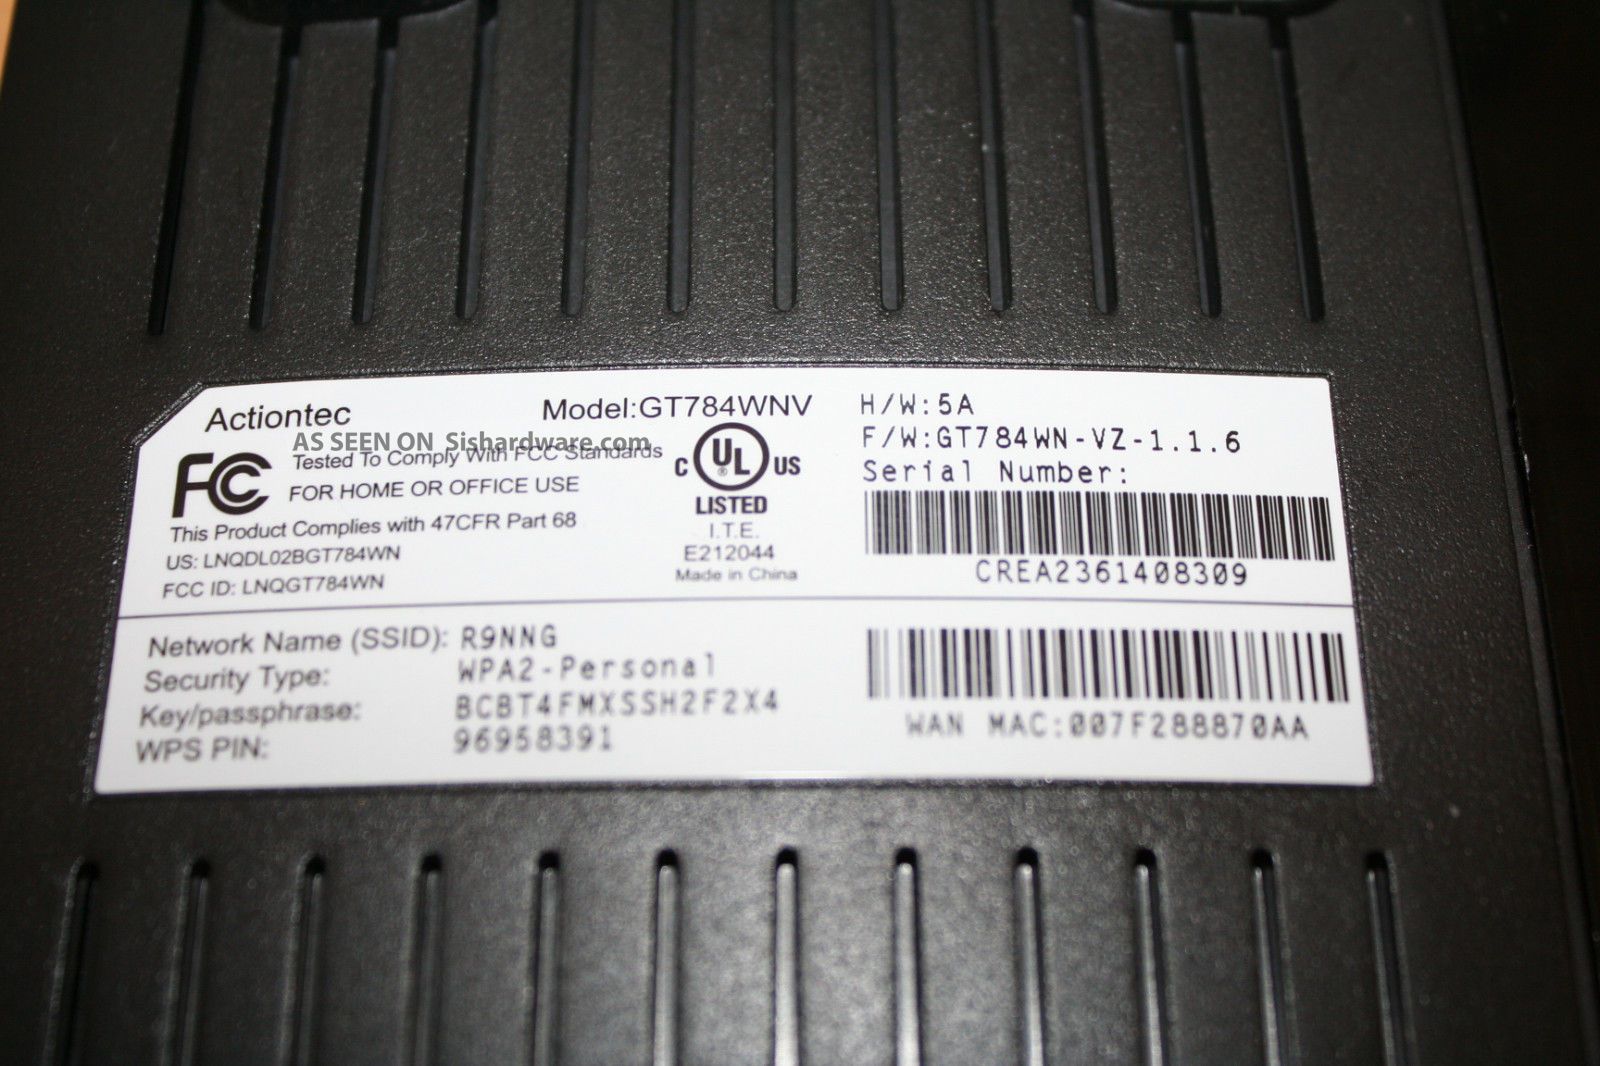 Actiontec
Model:GT784WNV
AS SEEN ON Sishardware.com
FC
Tested To Comply With FCC Standards
FOR HOME OR OFFICE USE
This Product Complies with 47CFR Part 68
US: LNQDL02BGT784WN
FCC ID: LNQGT784WN
C UL® US
LISTED
I.T.E.
E212044
Made in China
H/W:5A
F/W:GT784WN-VZ-1.1.6
Serial Number:
CREA2361408309
Network Name (SSID): R9NNG
Security Type: WPA2-Personal
Key/passphrase: BCBT4FMXSSH2F2X4
WPS PIN: 96958391
WAN MAC:007F288870AA